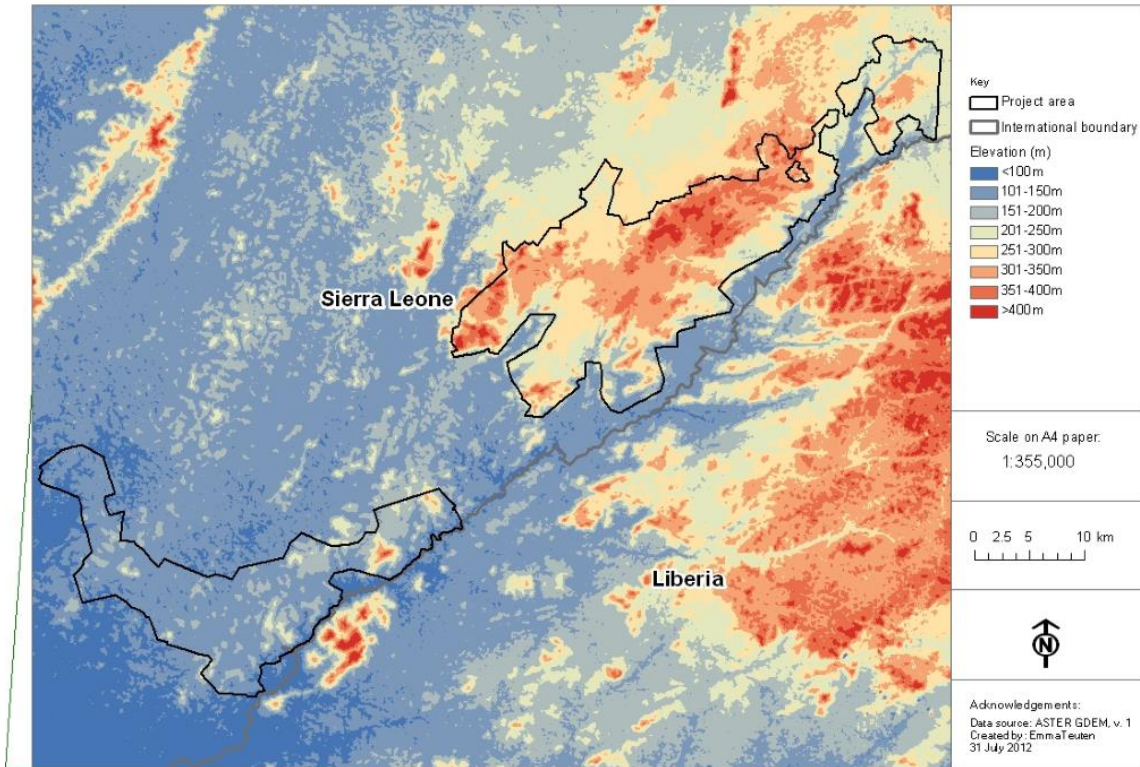 Sierra Leone
Liberia
Key
Project area
International boundary
Elevation (m)
<100m
101-150m
151-200m
201-250m
251-300m
301-350m
351-400m
>400m
Scale on A4 paper:
1:355,000
0 2.5 5 10 km
N
Acknowledgements:
Data source: ASTER GDEM, v. 1
Created by: Emma Teuten
31 July 2012